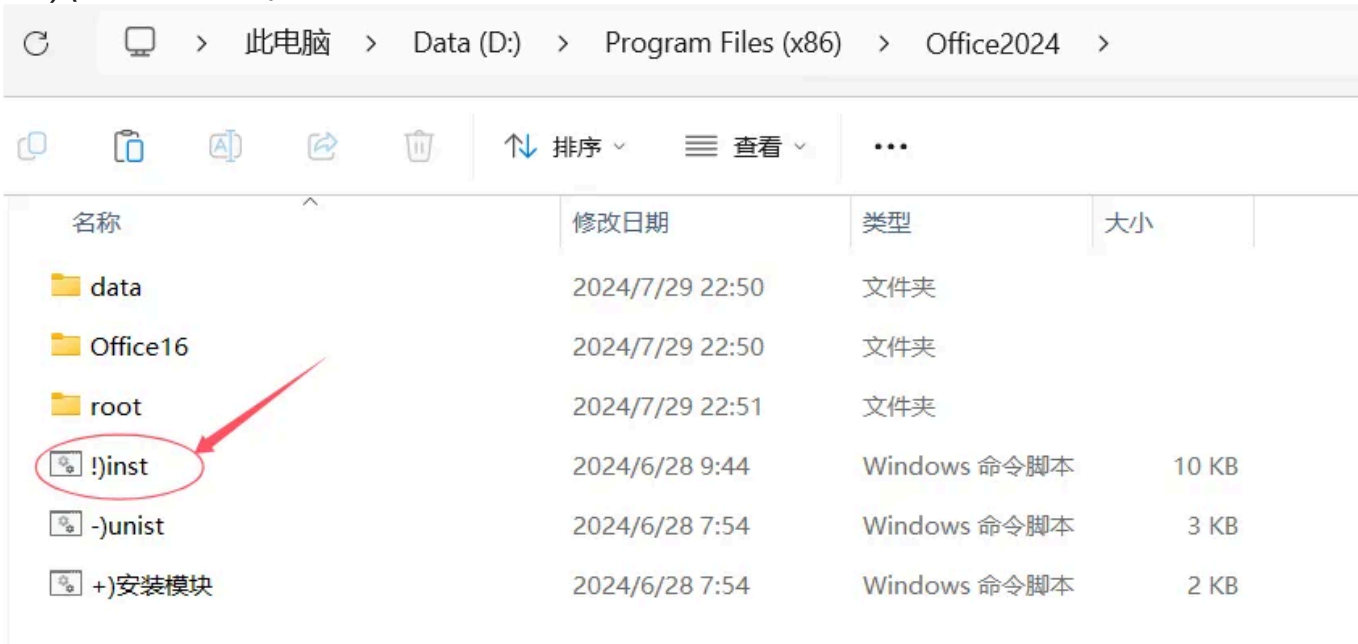 此电脑 > Data (D:) > Program Files (x86) > Office2024 >
排序 查看
名称 修改日期 类型 大小
data 2024/7/29 22:50 文件夹
Office16 2024/7/29 22:50 文件夹
root 2024/7/29 22:51 文件夹
!)inst 2024/6/28 9:44 Windows 命令脚本 10 KB
-)unist 2024/6/28 7:54 Windows 命令脚本 3 KB
+)安装模块 2024/6/28 7:54 Windows 命令脚本 2 KB